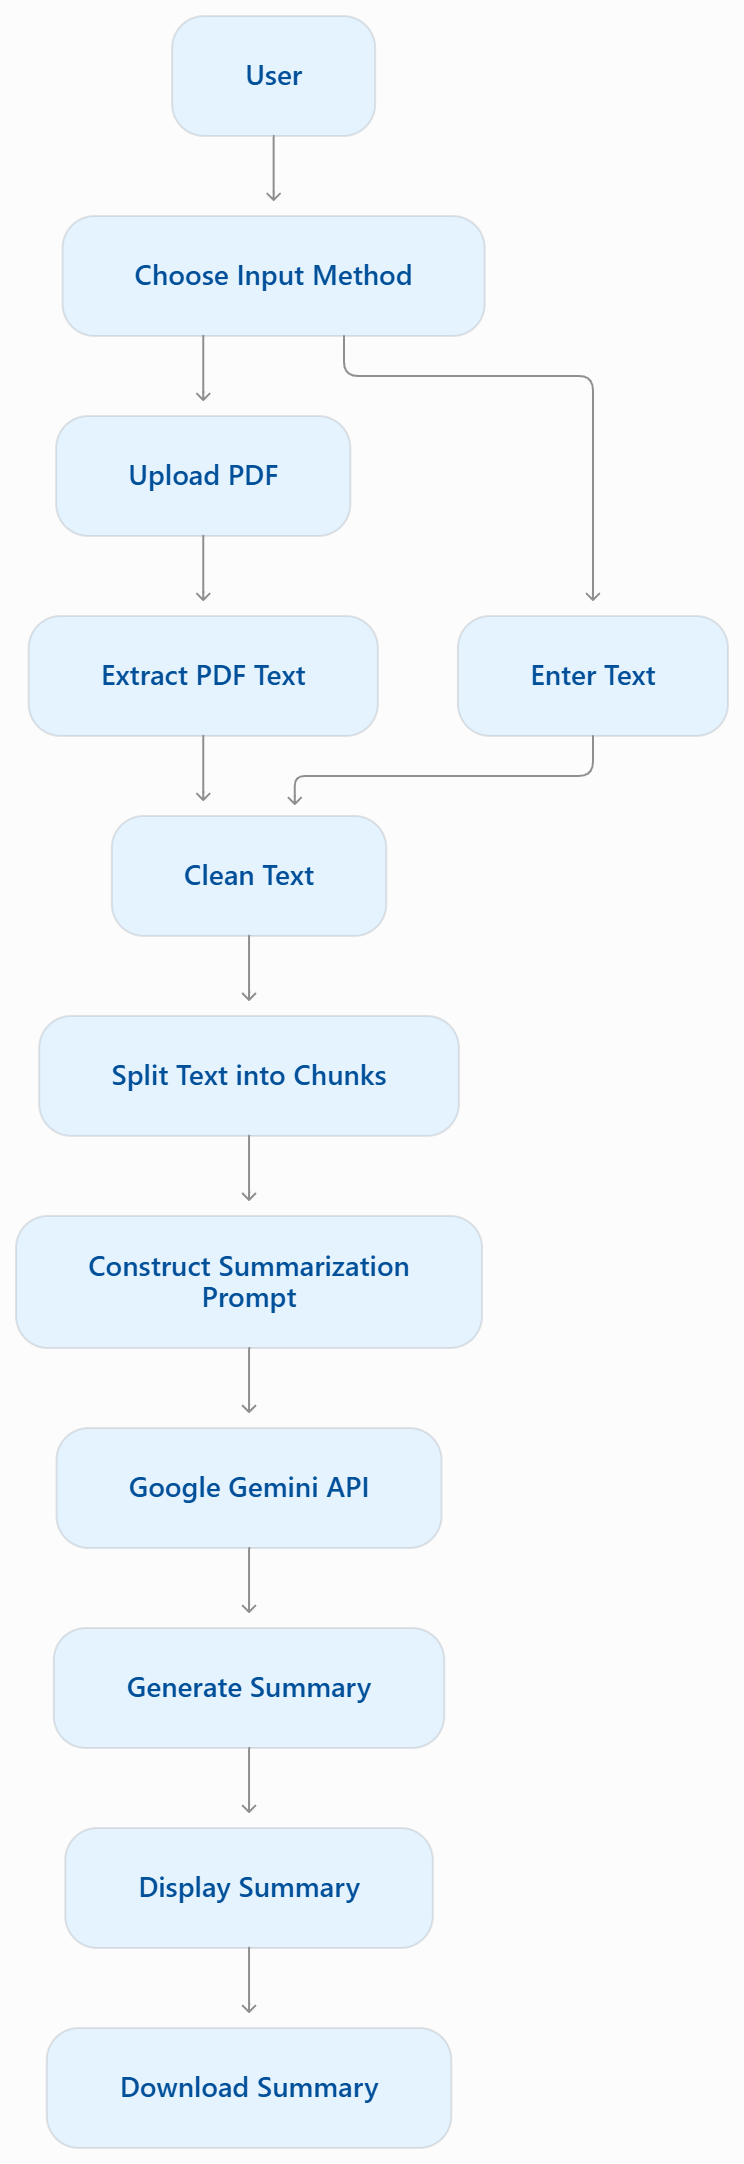 User
Choose Input Method
Upload PDF
Extract PDF Text
Enter Text
Clean Text
Split Text into Chunks
Construct Summarization
Prompt
Google Gemini API
Generate Summary
Display Summary
Download Summary